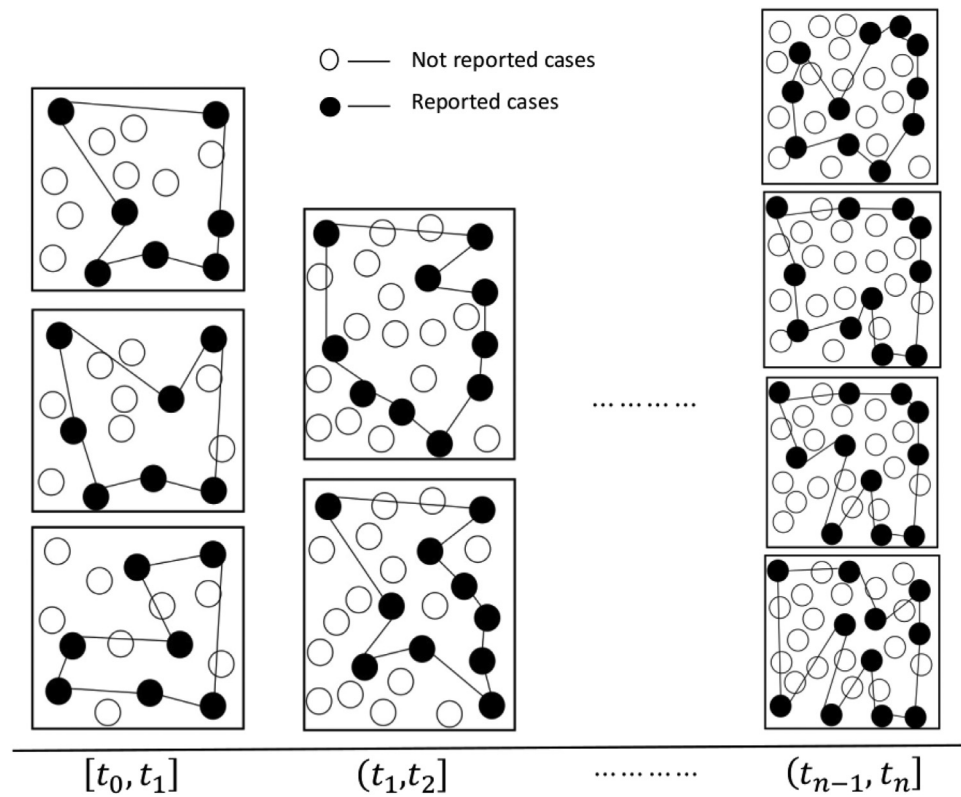 Not reported cases
Reported cases
…………
[t₀, t₁]
(t₁,t₂]
…………
(tₙ₋₁, tₙ]